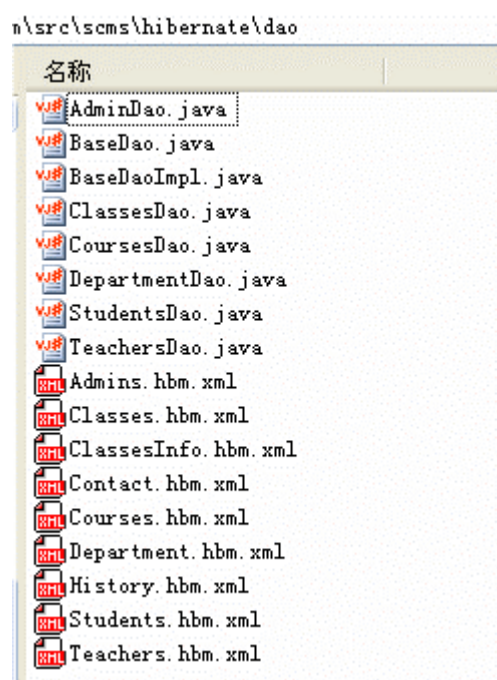 n\src\scms\hibernate\dao
名称
AdminDao.java
BaseDao.java
BaseDaoImpl.java
ClassesDao.java
CoursesDao.java
DepartmentDao.java
StudentsDao.java
TeachersDao.java
Admins.hbm.xml
Classes.hbm.xml
ClassesInfo.hbm.xml
Contact.hbm.xml
Courses.hbm.xml
Department.hbm.xml
History.hbm.xml
Students.hbm.xml
Teachers.hbm.xml